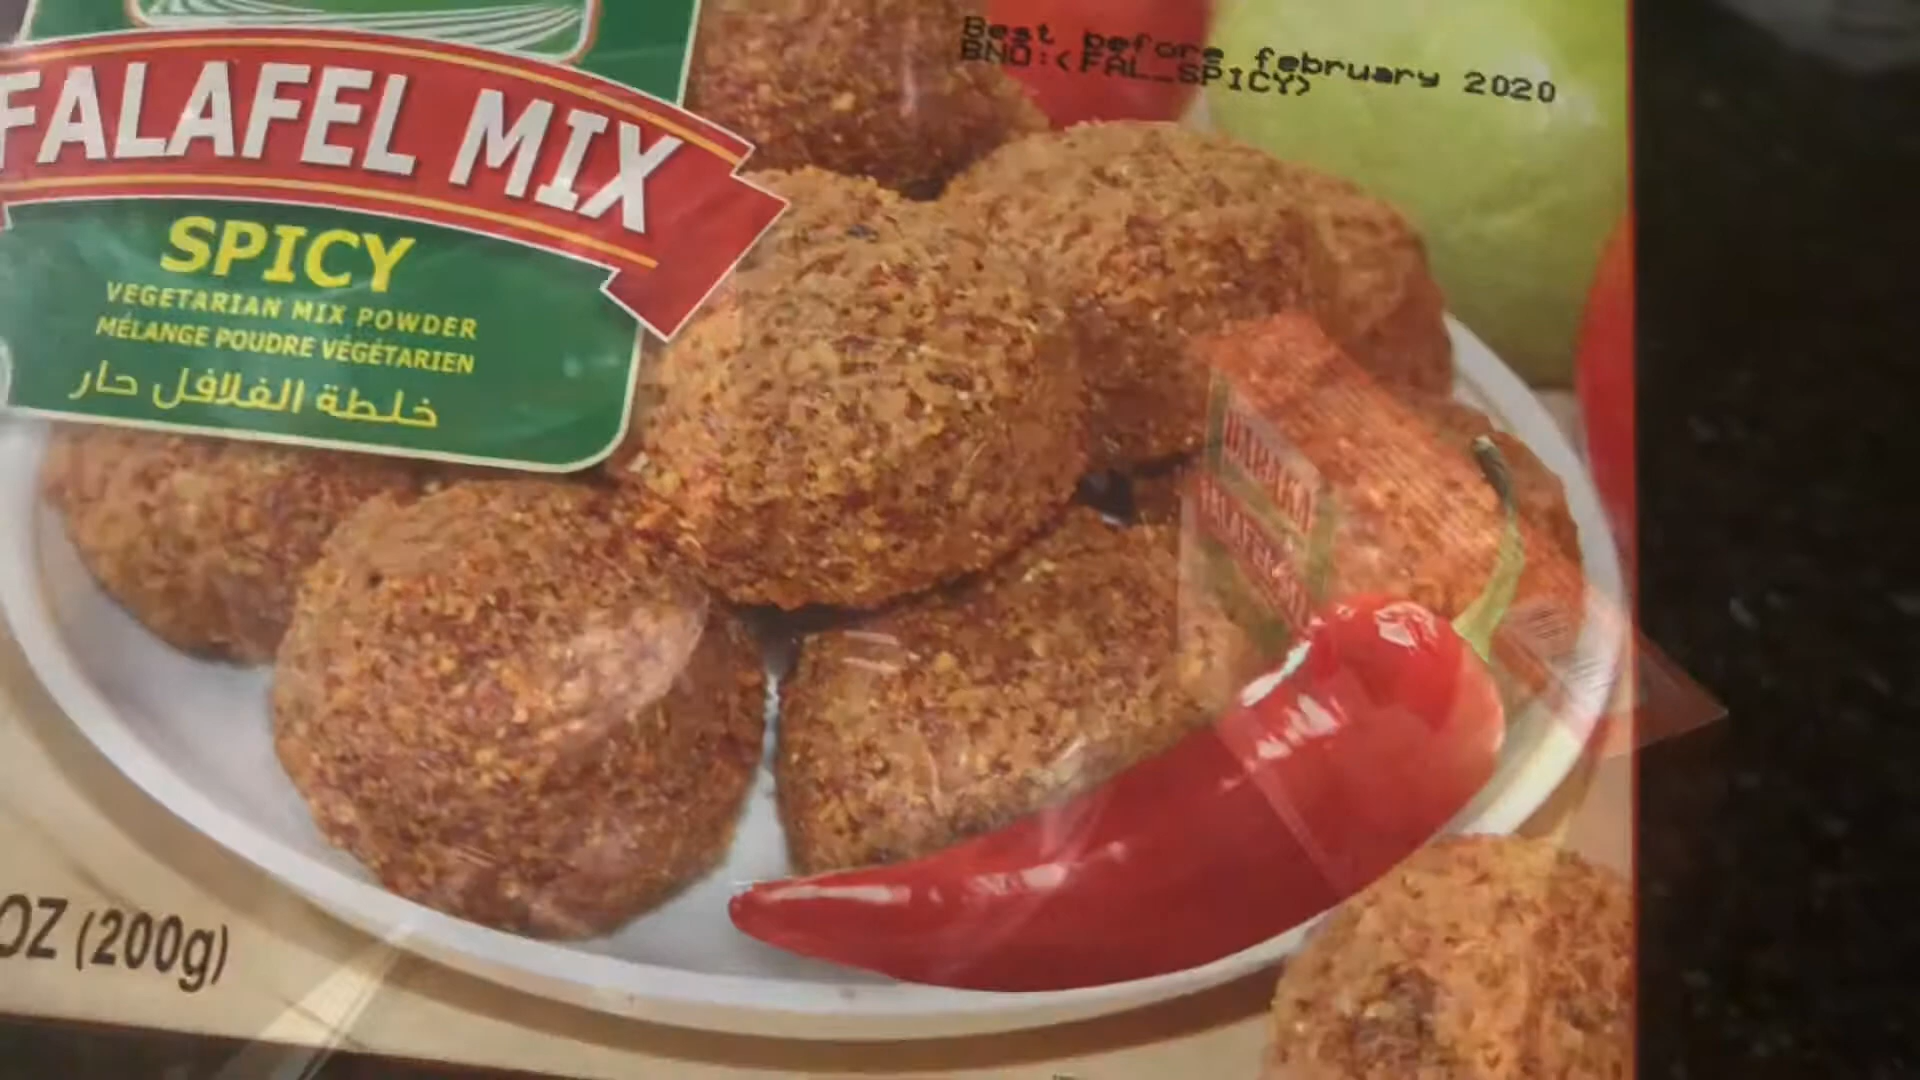 Best before february 2020
BNO:<FAL_SPICY>
FALAFEL MIX
SPICY
VEGETARIAN MIX POWDER
MÉLANGE POUDRE VÉGÉTARIEN
خلطة الفلافل حار
OZ (200g)